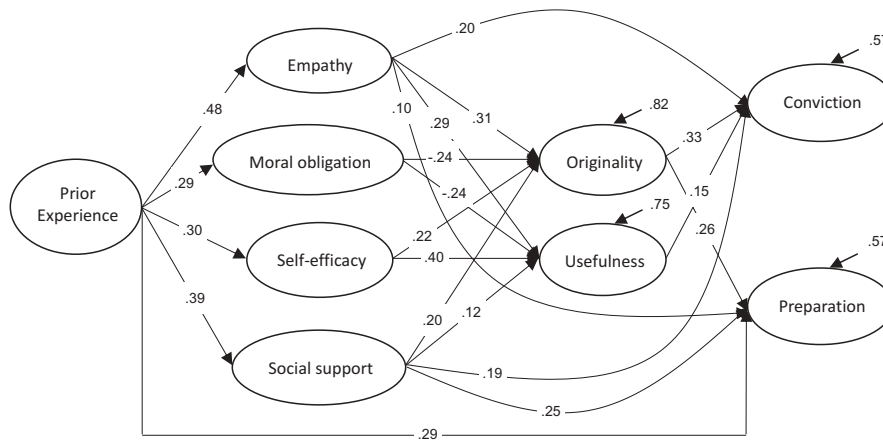 .57
.20
Empathy
.10
.82
Conviction
.48
.31
.29
.33
Moral obligation
-.24
Originality
.29
-.24
.15
Prior
Experience
.75
.30
.22
.26
.57
Self-efficacy
.40
Usefulness
.39
.12
Preparation
.20
Social support
.19
.25
.29